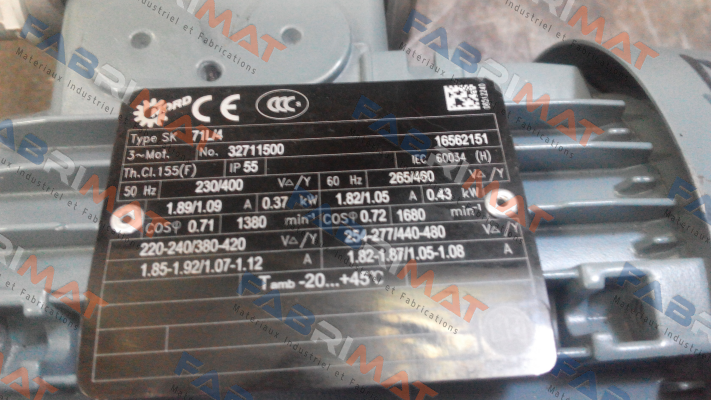 NORD CE CCC
Type SK 71L/4 16562151
3~Mot. No. 32711500 IEC 60034 (H)
Th.Cl.155(F) IP 55
50 Hz 230/400 V△/Y 60 Hz 265/460 V△/Y
1.89/1.09 A 0.37 kW 1.82/1.05 A 0.43 kW
COSφ 0.71 1380 min⁻¹ COSφ 0.72 1680 min⁻¹
220-240/380-420 V△/Y 254-277/440-480 V△/Y
1.85-1.92/1.07-1.12 A 1.82-1.87/1.05-1.08 A
Tamb -20...+45°C
FABRIMAT
Matériaux Industriel et Fabrications